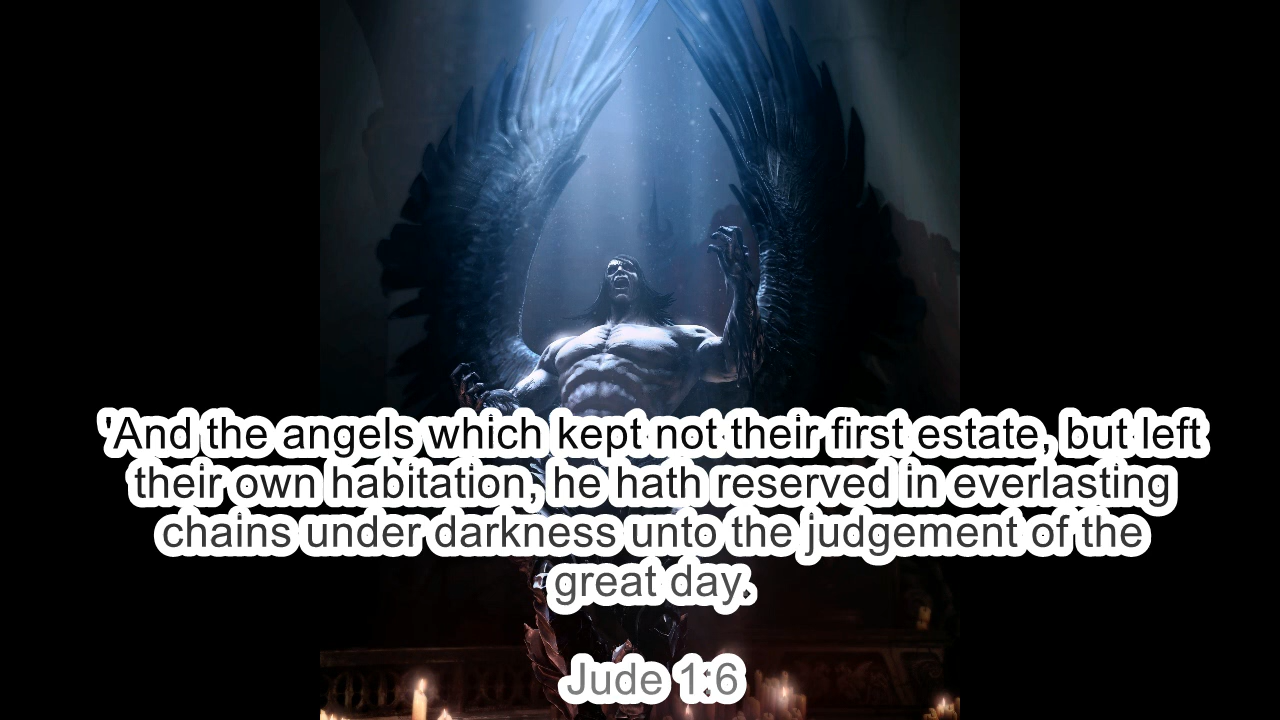 'And the angels which kept not their first estate, but left
their own habitation, he hath reserved in everlasting
chains under darkness unto the judgement of the
great day.
Jude 1:6